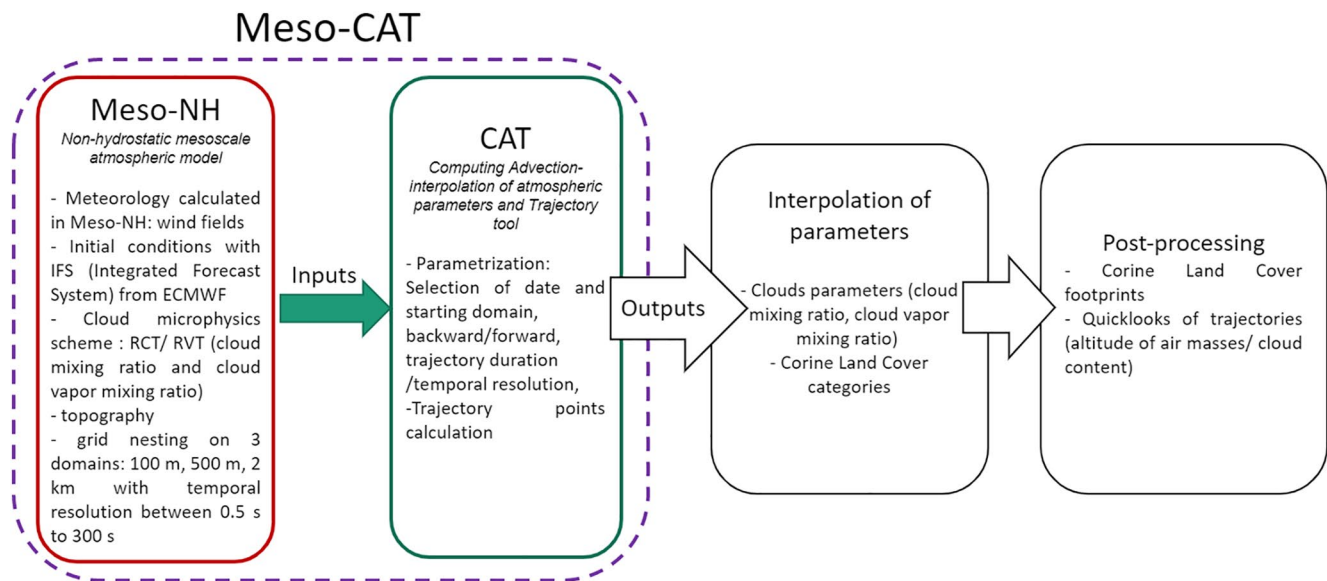 Meso-CAT
Meso-NH
Non-hydrostatic mesoscale
atmospheric model
- Meteorology calculated
in Meso-NH: wind fields
- Initial conditions with
IFS (Integrated Forecast
System) from ECMWF
- Cloud microphysics
scheme : RCT/ RVT (cloud
mixing ratio and cloud
vapor mixing ratio)
- topography
- grid nesting on 3
domains: 100 m, 500 m, 2
km with temporal
resolution between 0.5 s
to 300 s
Inputs
CAT
Computing Advection-
interpolation of atmospheric
parameters and Trajectory
tool
- Parametrization:
Selection of date and
starting domain,
backward/forward,
trajectory duration
/temporal resolution,
-Trajectory points
calculation
Outputs
Interpolation of
parameters
- Clouds parameters (cloud
mixing ratio, cloud vapor
mixing ratio)
- Corine Land Cover
categories
Post-processing
- Corine Land Cover
footprints
- Quicklooks of trajectories
(altitude of air masses/ cloud
content)